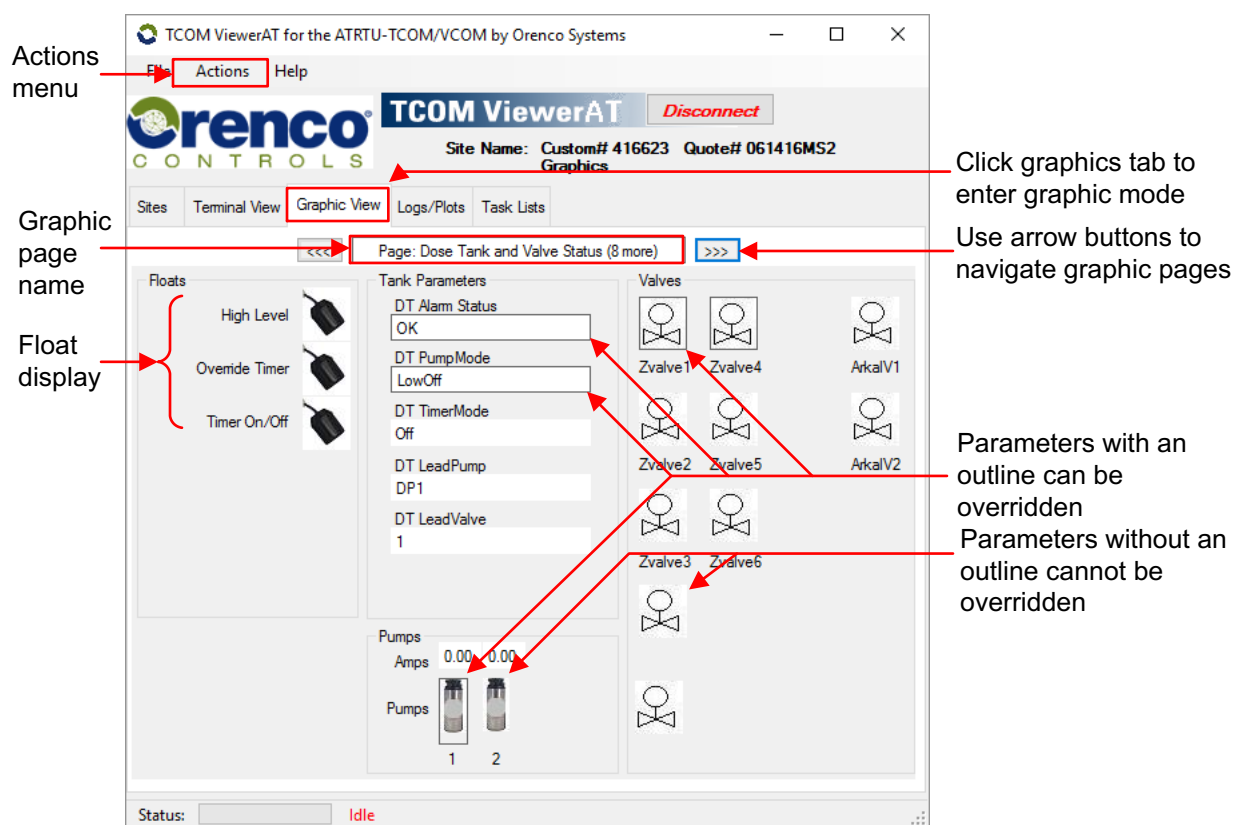 TCOM ViewerAT for the ATRTU-TCOM/VCOM by Orenco Systems
Actions
menu
File Actions Help
Orenco®
CONTROLS
TCOM ViewerAT
Disconnect
Site Name: Custom# 416623 Quote# 061416MS2
Graphics
Click graphics tab to
enter graphic mode
Sites Terminal View Graphic View Logs/Plots Task Lists
Graphic
page
name
<<< Page: Dose Tank and Valve Status (8 more) >>>
Use arrow buttons to
navigate graphic pages
Float
display
Floats
High Level
Override Timer
Timer On/Off
Tank Parameters
DT Alarm Status
OK
DT PumpMode
LowOff
DT TimerMode
Off
DT LeadPump
DP1
DT LeadValve
1
Valves
Zvalve1 Zvalve4 ArkalV1
Zvalve2 Zvalve5 ArkalV2
Zvalve3 Zvalve6
Parameters with an
outline can be
overridden
Parameters without an
outline cannot be
overridden
Pumps
Amps 0.00 0.00
Pumps
1 2
Status: Idle